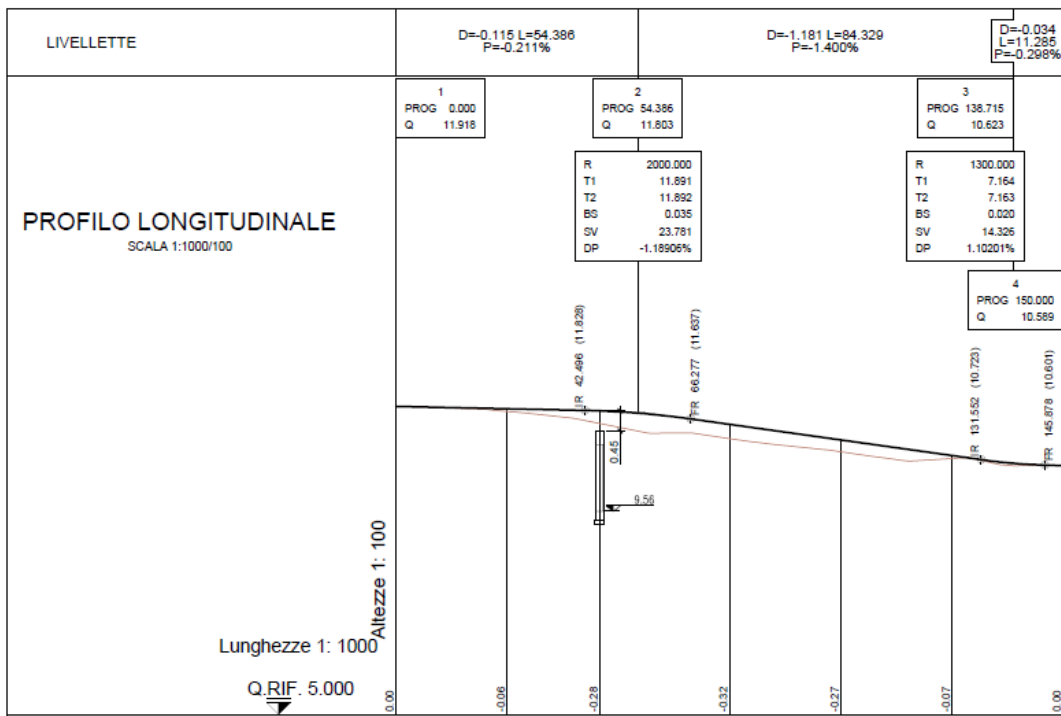 LIVELLETTE
D=-0.115 L=54.386
P=-0.211%
D=-1.181 L=84.329
P=-1.400%
D=-0.034
L=11.285
P=-0.298%
1
PROG 0.000
Q 11.918
2
PROG 54.386
Q 11.803
3
PROG 138.715
Q 10.623
R 2000.000
T1 11.891
T2 11.892
BS 0.035
SV 23.781
DP -1.18906%
R 1300.000
T1 7.164
T2 7.163
BS 0.020
SV 14.326
DP 1.10201%
4
PROG 150.000
Q 10.589
PROFILO LONGITUDINALE
SCALA 1:1000/100
IR 42.496 (11.828)
FR 66.277 (11.637)
IR 131.552 (10.723)
FR 145.878 (10.601)
0.45
9.56
Altezze 1: 100
Lunghezze 1: 1000
Q.RIF. 5.000
0.00
-0.06
-0.28
-0.32
-0.27
-0.07
0.00